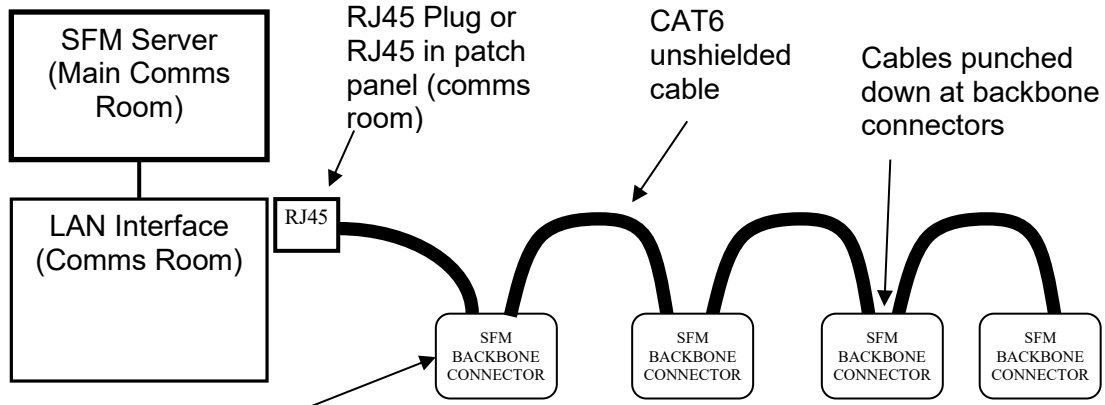 SFM Server
(Main Comms
Room)
LAN Interface
(Comms Room)
RJ45 Plug or
RJ45 in patch
panel (comms
room)
RJ45
CAT6
unshielded
cable
Cables punched
down at backbone
connectors
SFM
BACKBONE
CONNECTOR
SFM
BACKBONE
CONNECTOR
SFM
BACKBONE
CONNECTOR
SFM
BACKBONE
CONNECTOR